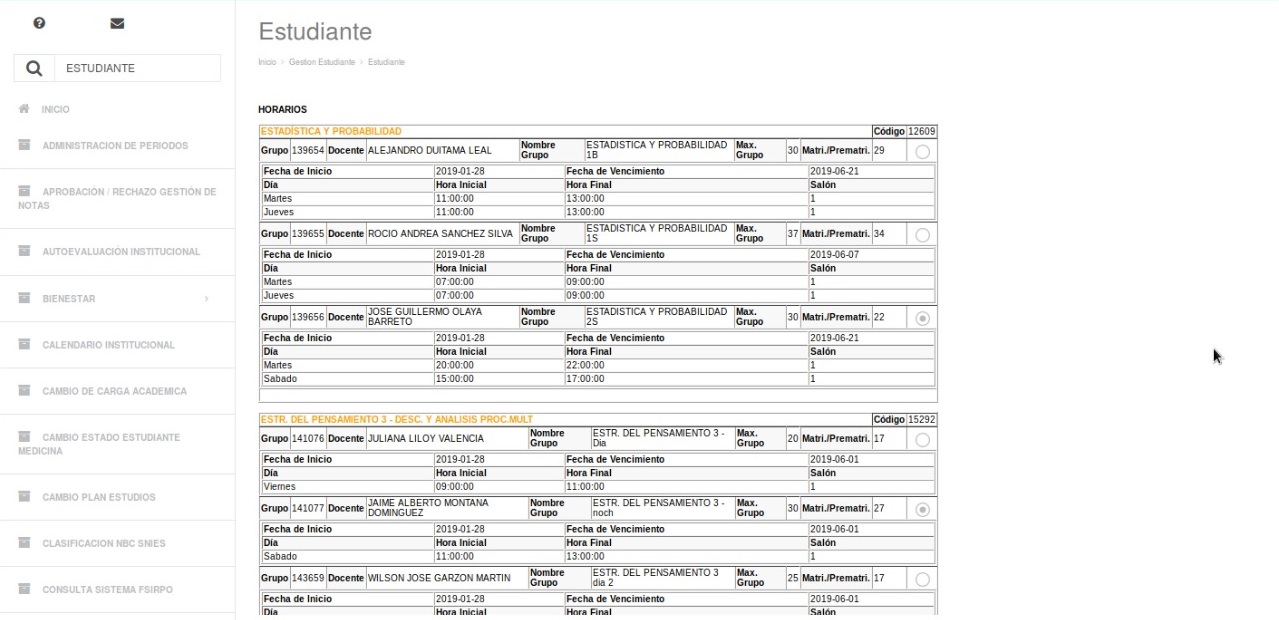 Estudiante
ESTUDIANTE
Inicio › Gestion Estudiante › Estudiante
INICIO
ADMINISTRACION DE PERIODOS
APROBACIÓN / RECHAZO GESTIÓN DE
NOTAS
AUTOEVALUACIÓN INSTITUCIONAL
BIENESTAR ›
CALENDARIO INSTITUCIONAL
CAMBIO DE CARGA ACADEMICA
CAMBIO ESTADO ESTUDIANTE
MEDICINA
CAMBIO PLAN ESTUDIOS
CLASIFICACION NBC SNIES
CONSULTA SISTEMA FSIRPO
HORARIOS
ESTADÍSTICA Y PROBABILIDAD Código 12609
Grupo 139654 Docente ALEJANDRO DUITAMA LEAL Nombre Grupo ESTADISTICA Y PROBABILIDAD 1B Max. Grupo 30 Matri./Prematri. 29
Fecha de Inicio 2019-01-28 Fecha de Vencimiento 2019-06-21
Día Hora Inicial Hora Final Salón
Martes 11:00:00 13:00:00 1
Jueves 11:00:00 13:00:00 1
Grupo 139655 Docente ROCIO ANDREA SANCHEZ SILVA Nombre Grupo ESTADISTICA Y PROBABILIDAD 1S Max. Grupo 37 Matri./Prematri. 34
Fecha de Inicio 2019-01-28 Fecha de Vencimiento 2019-06-07
Día Hora Inicial Hora Final Salón
Martes 07:00:00 09:00:00 1
Jueves 07:00:00 09:00:00 1
Grupo 139656 Docente JOSE GUILLERMO OLAYA BARRETO Nombre Grupo ESTADISTICA Y PROBABILIDAD 2S Max. Grupo 30 Matri./Prematri. 22
Fecha de Inicio 2019-01-28 Fecha de Vencimiento 2019-06-21
Día Hora Inicial Hora Final Salón
Martes 20:00:00 22:00:00 1
Sabado 15:00:00 17:00:00 1
ESTR. DEL PENSAMIENTO 3 - DESC. Y ANALISIS PROC.MULT Código 15292
Grupo 141076 Docente JULIANA LILOY VALENCIA Nombre Grupo ESTR. DEL PENSAMIENTO 3 - Dia Max. Grupo 20 Matri./Prematri. 17
Fecha de Inicio 2019-01-28 Fecha de Vencimiento 2019-06-01
Día Hora Inicial Hora Final Salón
Viernes 09:00:00 11:00:00 1
Grupo 141077 Docente JAIME ALBERTO MONTANA DOMINGUEZ Nombre Grupo ESTR. DEL PENSAMIENTO 3 - noch Max. Grupo 30 Matri./Prematri. 27
Fecha de Inicio 2019-01-28 Fecha de Vencimiento 2019-06-01
Día Hora Inicial Hora Final Salón
Sabado 11:00:00 13:00:00 1
Grupo 143659 Docente WILSON JOSE GARZON MARTIN Nombre Grupo ESTR. DEL PENSAMIENTO 3 dia 2 Max. Grupo 25 Matri./Prematri. 17
Fecha de Inicio 2019-01-28 Fecha de Vencimiento 2019-06-01
Día Hora Inicial Hora Final Salón